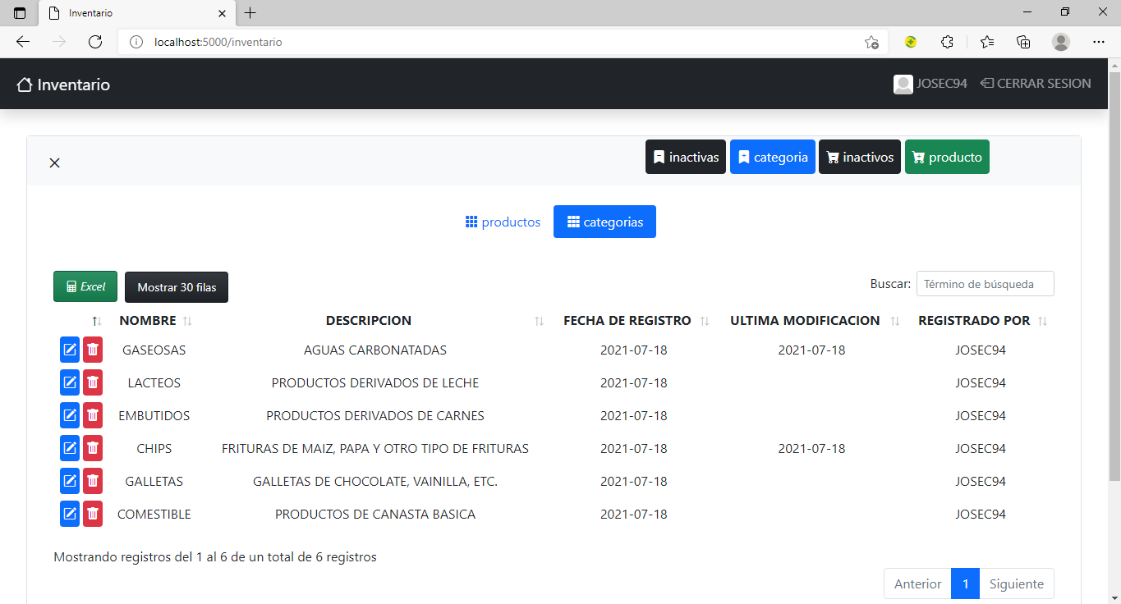 Inventario
localhost:5000/inventario
Inventario JOSEC94 CERRAR SESION
inactivas categoria inactivos producto
productos categorias
Excel Mostrar 30 filas Buscar: Término de búsqueda
NOMBRE DESCRIPCION FECHA DE REGISTRO ULTIMA MODIFICACION REGISTRADO POR
GASEOSAS AGUAS CARBONATADAS 2021-07-18 2021-07-18 JOSEC94
LACTEOS PRODUCTOS DERIVADOS DE LECHE 2021-07-18 JOSEC94
EMBUTIDOS PRODUCTOS DERIVADOS DE CARNES 2021-07-18 JOSEC94
CHIPS FRITURAS DE MAIZ, PAPA Y OTRO TIPO DE FRITURAS 2021-07-18 2021-07-18 JOSEC94
GALLETAS GALLETAS DE CHOCOLATE, VAINILLA, ETC. 2021-07-18 JOSEC94
COMESTIBLE PRODUCTOS DE CANASTA BASICA 2021-07-18 JOSEC94
Mostrando registros del 1 al 6 de un total de 6 registros
Anterior 1 Siguiente